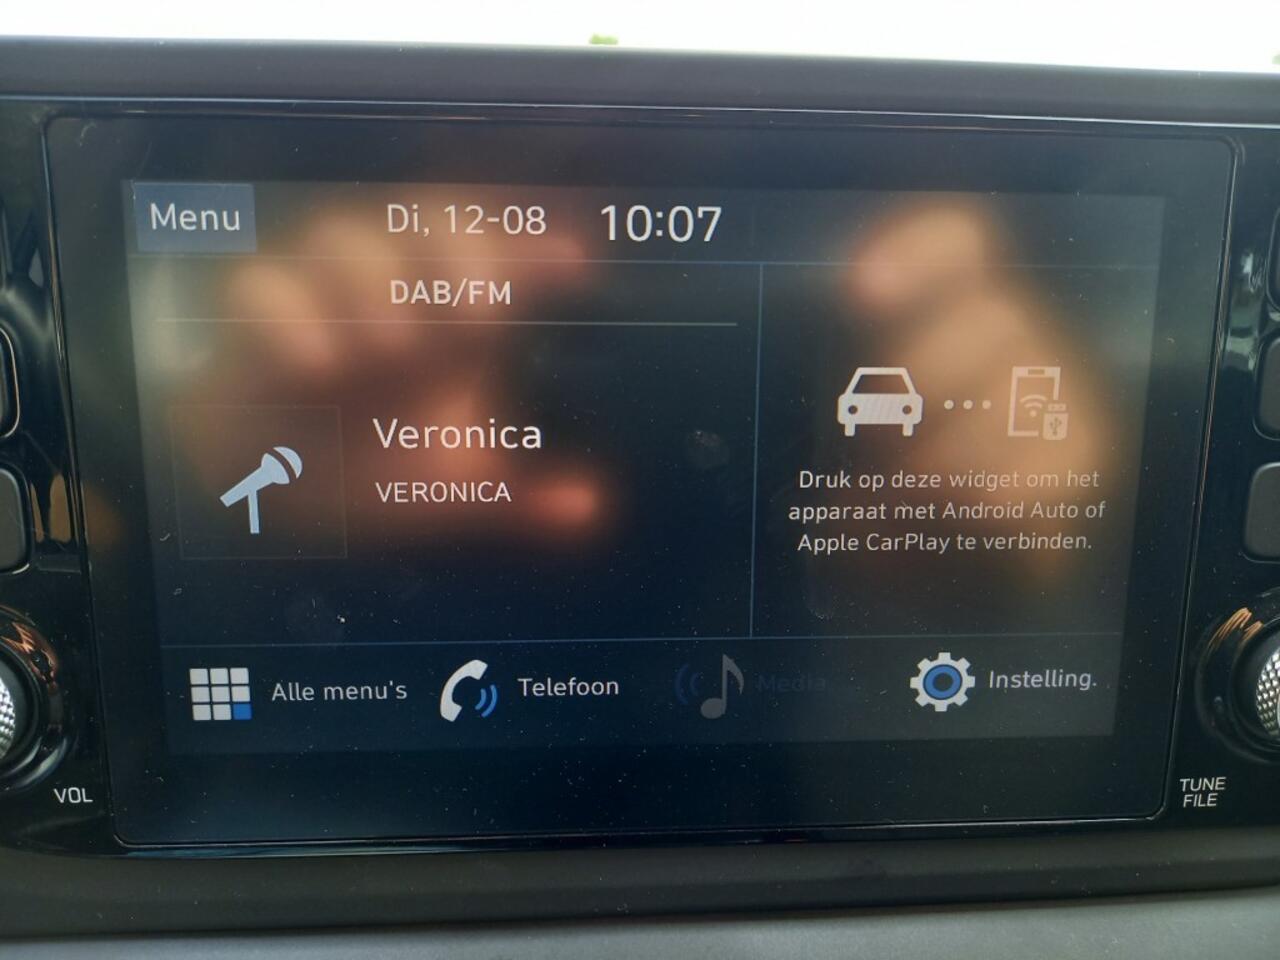 Menu
Di, 12-08
10:07
DAB/FM
Veronica
VERONICA
Druk op deze widget om het
apparaat met Android Auto of
Apple CarPlay te verbinden.
Alle menu's
Telefoon
Media
Instelling.
VOL
TUNE
FILE